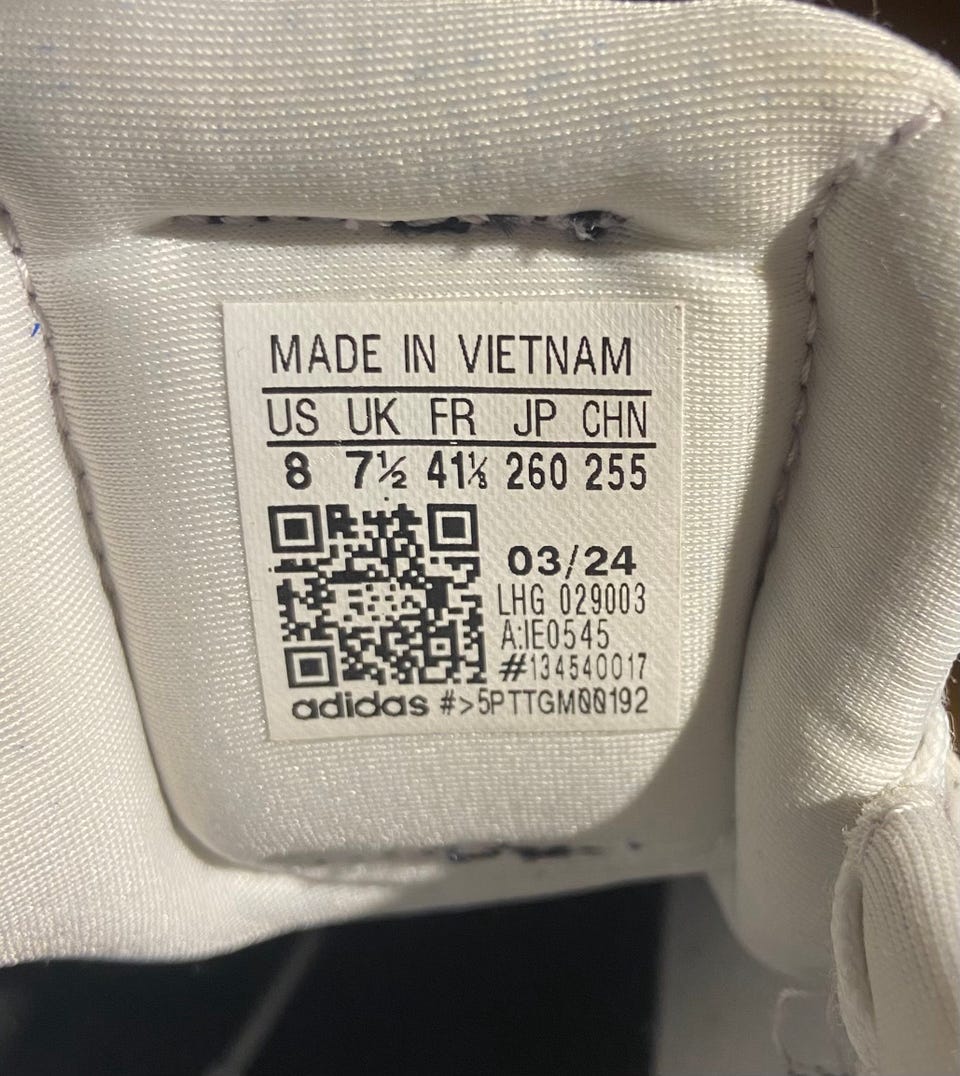 MADE IN VIETNAM
US UK FR JP CHN
8 7½ 41⅓ 260 255
03/24
LHG 029003
A:IE0545
#134540017
adidas #>5PTTGM00192